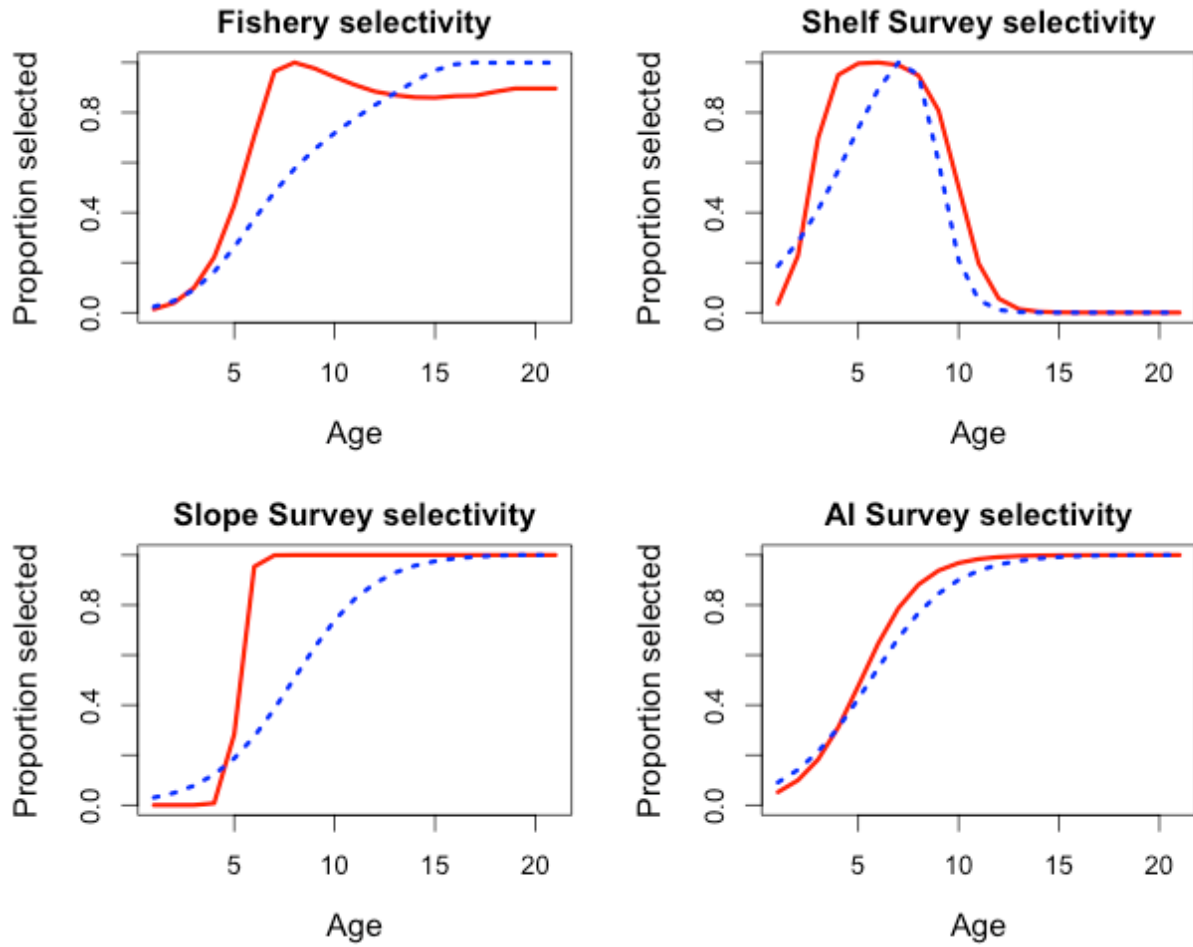 Fishery selectivity
Proportion selected
0.0 0.4 0.8
5 10 15 20
Age
Shelf Survey selectivity
Proportion selected
0.0 0.4 0.8
5 10 15 20
Age
Slope Survey selectivity
Proportion selected
0.0 0.4 0.8
5 10 15 20
Age
AI Survey selectivity
Proportion selected
0.0 0.4 0.8
5 10 15 20
Age